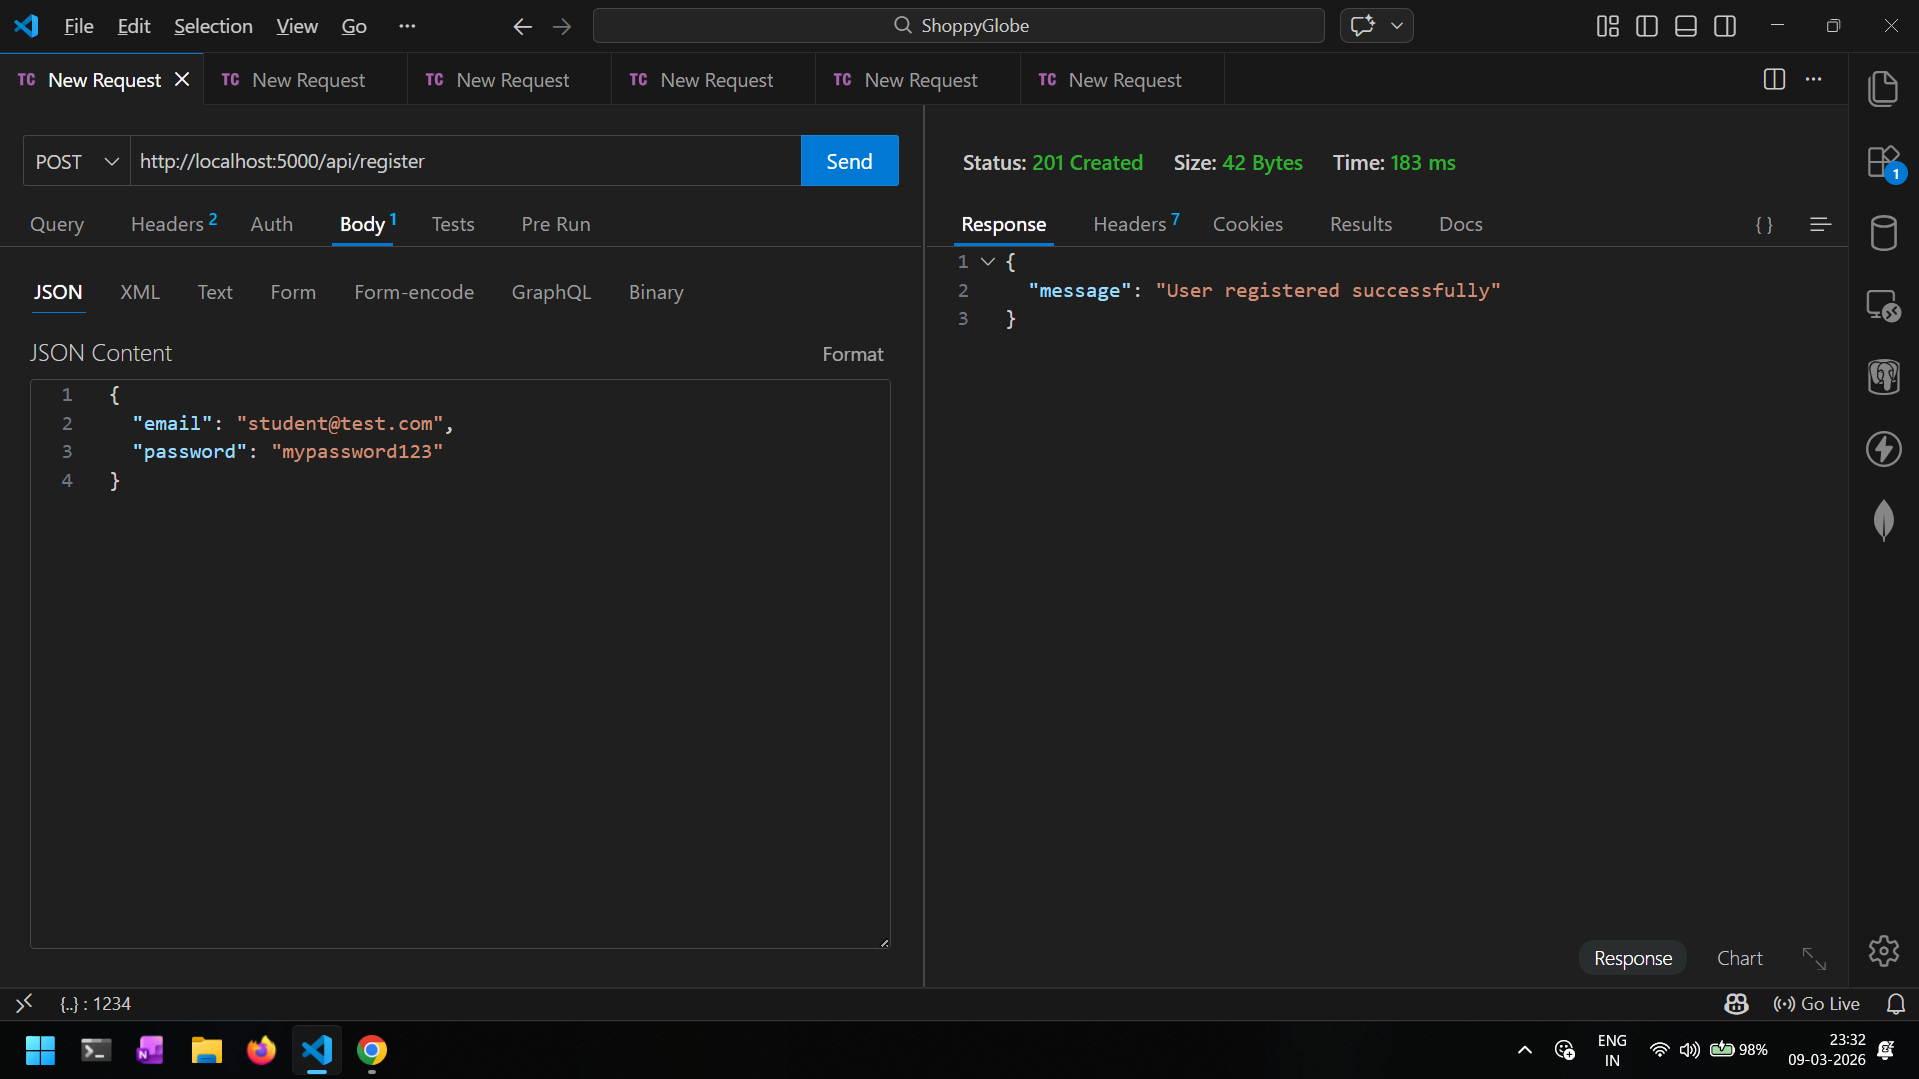 File Edit Selection View Go ··· ShoppyGlobe
TC New Request TC New Request TC New Request TC New Request TC New Request TC New Request
POST http://localhost:5000/api/register Send
Query Headers 2 Auth Body 1 Tests Pre Run
JSON XML Text Form Form-encode GraphQL Binary
JSON Content Format
1 {
2 "email": "student@test.com",
3 "password": "mypassword123"
4 }
Status: 201 Created Size: 42 Bytes Time: 183 ms
Response Headers 7 Cookies Results Docs { }
1 {
2 "message": "User registered successfully"
3 }
Response Chart
1
{..} : 1234 Go Live
ENG
IN
98%
23:32
09-03-2026